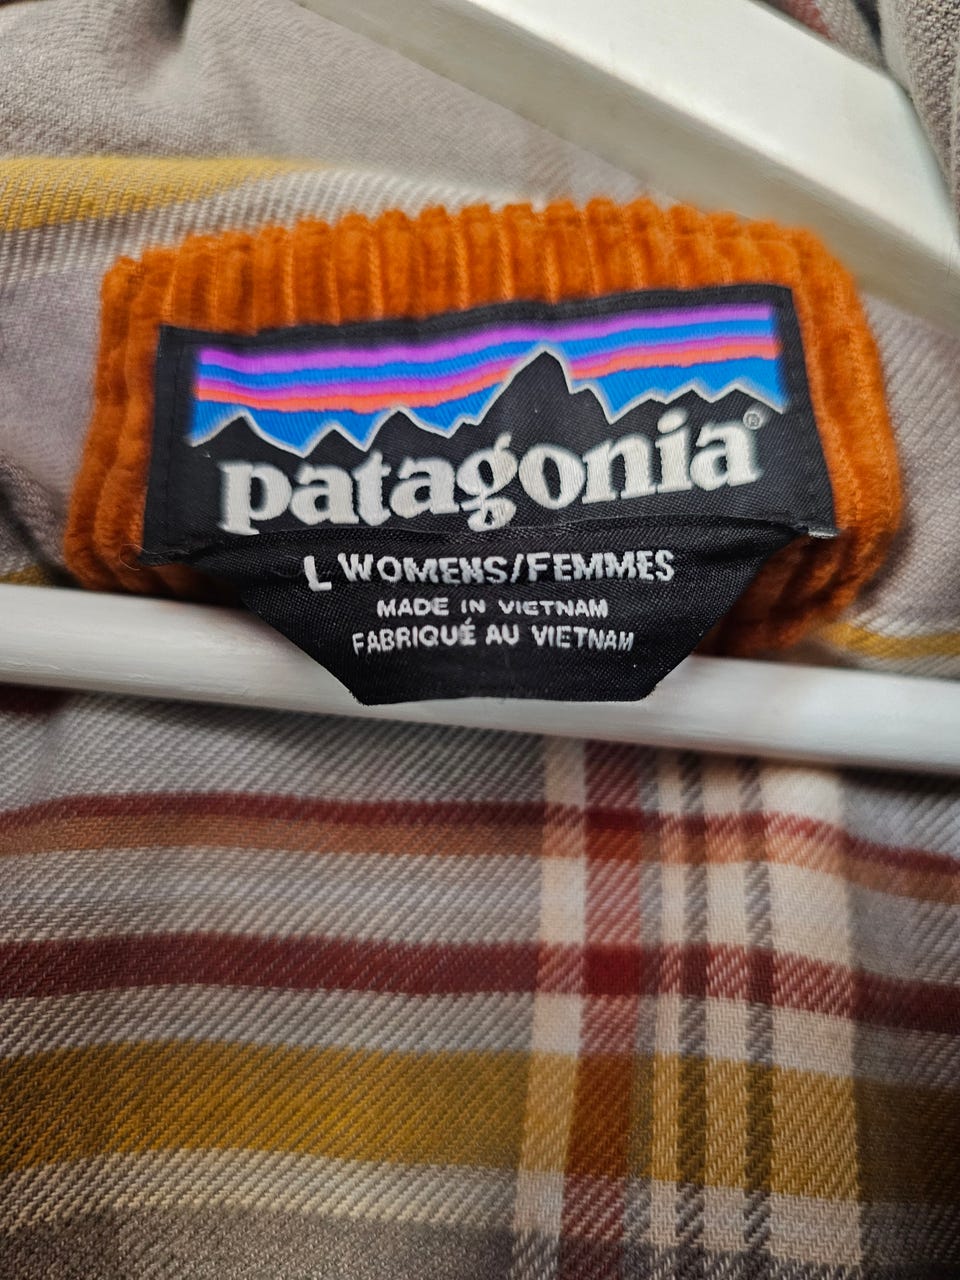 patagonia®
L WOMENS/FEMMES
MADE IN VIETNAM
FABRIQUÉ AU VIETNAM